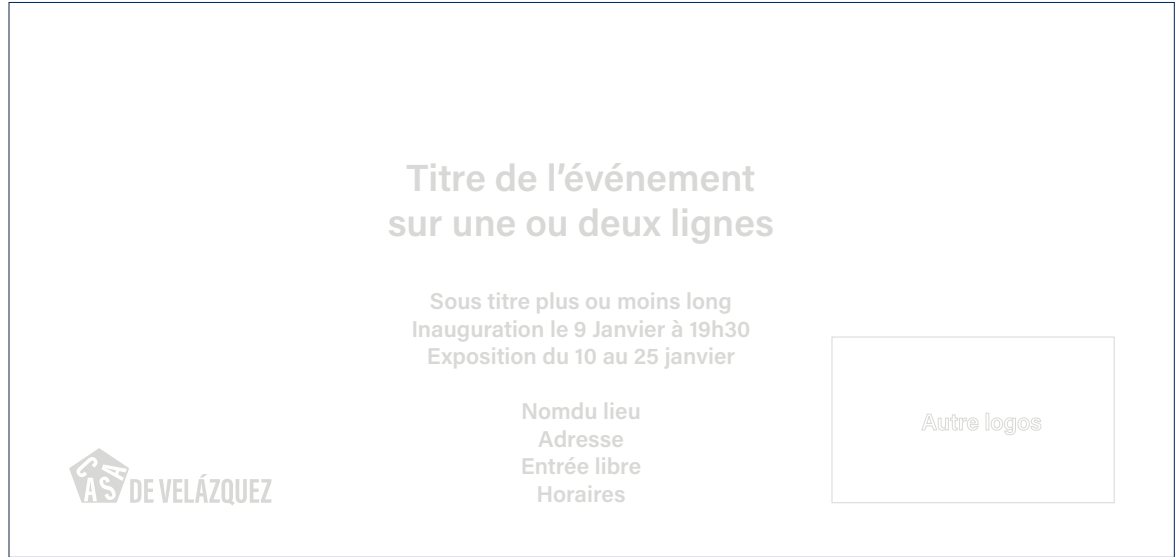 Titre de l’événement
sur une ou deux lignes
Sous titre plus ou moins long
Inauguration le 9 Janvier à 19h30
Exposition du 10 au 25 janvier
Nomdu lieu
Adresse
Entrée libre
Horaires
Autre logos
CASA DE VELÁZQUEZ